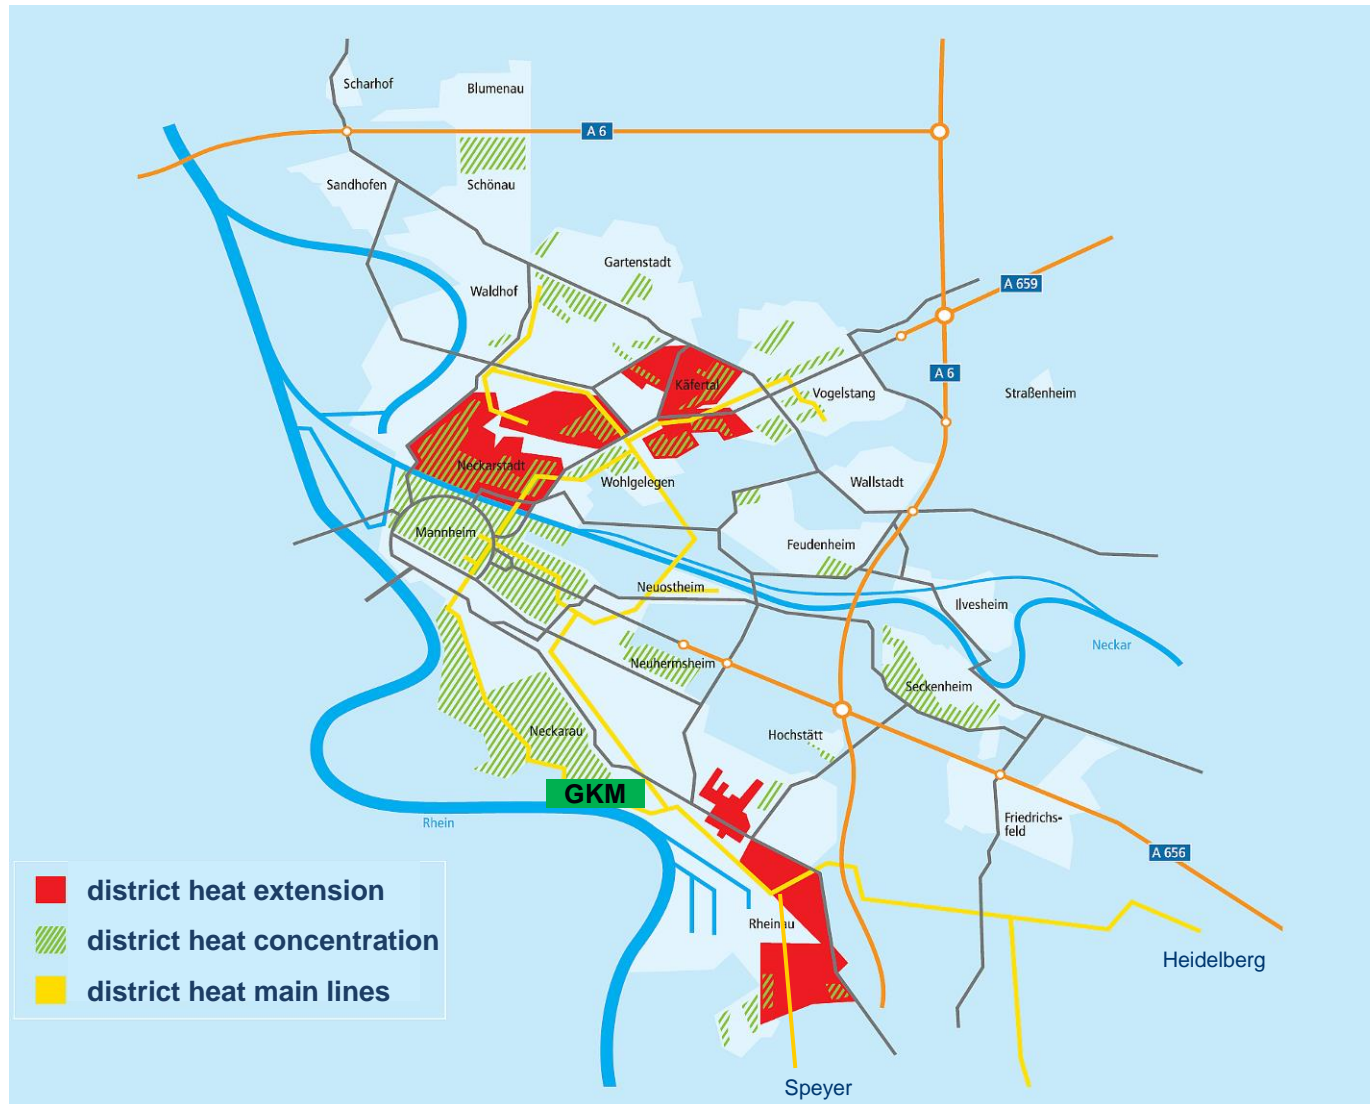 Scharhof
Blumenau
A 6
Sandhofen
Schönau
Gartenstadt
Waldhof
A 659
A 6
Käfertal
Vogelstang
Straßenheim
Neckarstadt
Wohlgelegen
Wallstadt
Mannheim
Feudenheim
Neuostheim
Ilvesheim
Neckar
Neuhermsheim
Seckenheim
Neckarau
Hochstätt
GKM
Rhein
Friedrichs-
feld
A 656
district heat extension
Rheinau
district heat concentration
Heidelberg
district heat main lines
Speyer